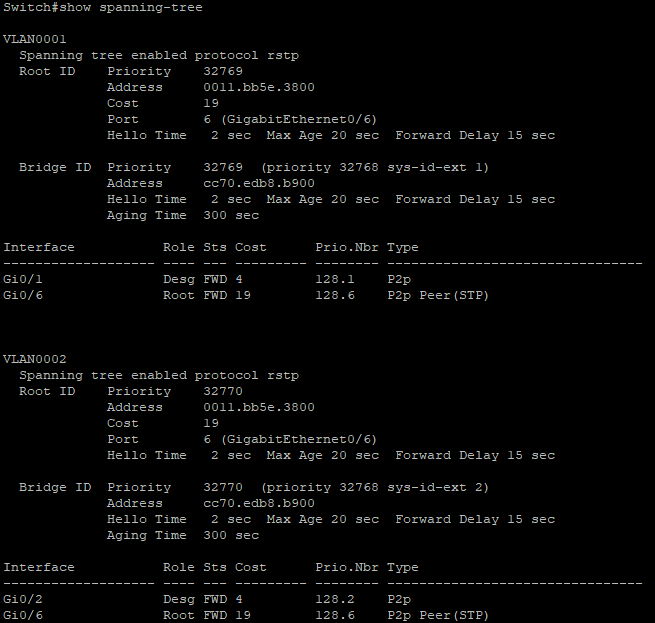 Switch#show spanning-tree
VLAN0001
Spanning tree enabled protocol rstp
Root ID Priority 32769
Address 0011.bb5e.3800
Cost 19
Port 6 (GigabitEthernet0/6)
Hello Time 2 sec Max Age 20 sec Forward Delay 15 sec
Bridge ID Priority 32769 (priority 32768 sys-id-ext 1)
Address cc70.edb8.b900
Hello Time 2 sec Max Age 20 sec Forward Delay 15 sec
Aging Time 300 sec
Interface Role Sts Cost Prio.Nbr Type
------------------- ---- --- --------- -------- --------------------------------
Gi0/1 Desg FWD 4 128.1 P2p
Gi0/6 Root FWD 19 128.6 P2p Peer(STP)
VLAN0002
Spanning tree enabled protocol rstp
Root ID Priority 32770
Address 0011.bb5e.3800
Cost 19
Port 6 (GigabitEthernet0/6)
Hello Time 2 sec Max Age 20 sec Forward Delay 15 sec
Bridge ID Priority 32770 (priority 32768 sys-id-ext 2)
Address cc70.edb8.b900
Hello Time 2 sec Max Age 20 sec Forward Delay 15 sec
Aging Time 300 sec
Interface Role Sts Cost Prio.Nbr Type
------------------- ---- --- --------- -------- --------------------------------
Gi0/2 Desg FWD 4 128.2 P2p
Gi0/6 Root FWD 19 128.6 P2p Peer(STP)